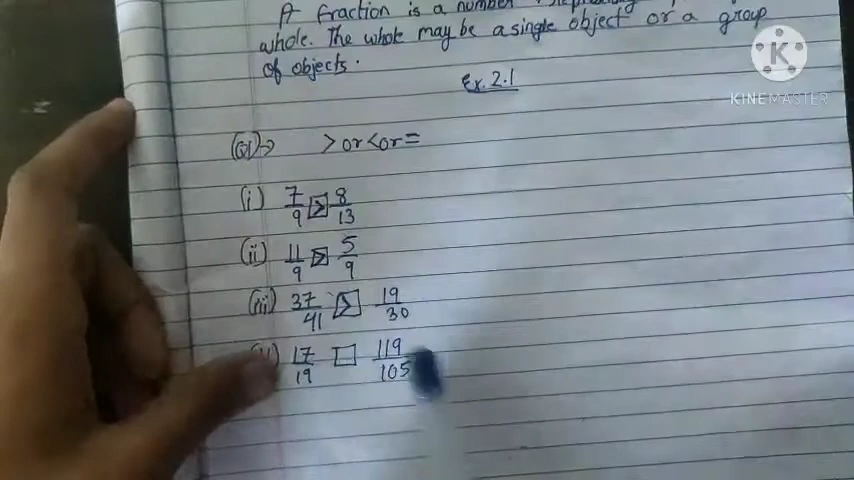 A fraction is a number
whole. The whole may be a single object or a group
of objects.
Ex. 2.1
K
KINEMASTER
(Q1)→ > or < or =
(i) 7/9 > 8/13
(ii) 11/9 > 5/9
(iii) 37/41 > 19/30
17/19 □ 119/105